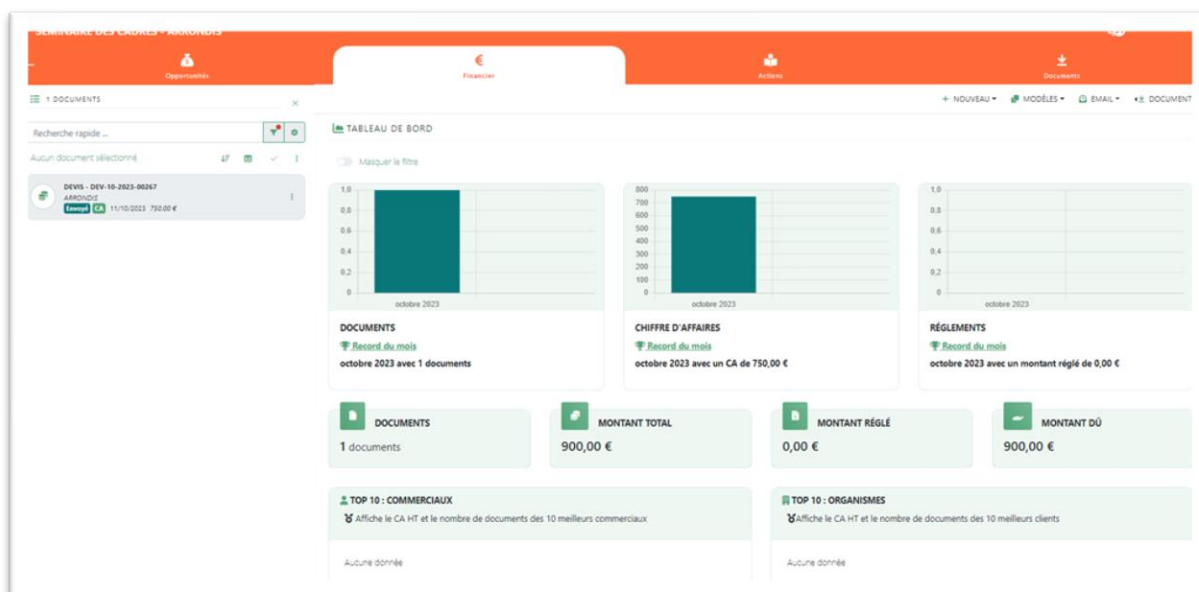 SEMINAIRE DES CADRES - ARRONDIS
Opportunités
€
Financier
Actions
Documents
1 DOCUMENTS
×
+ NOUVEAU
MODÈLES
EMAIL
DOCUMENT
Recherche rapide ...
TABLEAU DE BORD
Aucun document sélectionné
Masquer le filtre
DEVIS - DEV-10-2023-00267
ARRONDIS
Envoyé CA 11/10/2023 750.00 €
1,0
0,8
0,6
0,4
0,2
0
octobre 2023
DOCUMENTS
Record du mois
octobre 2023 avec 1 documents
800
700
600
500
400
300
200
100
0
octobre 2023
CHIFFRE D'AFFAIRES
Record du mois
octobre 2023 avec un CA de 750,00 €
1,0
0,8
0,6
0,4
0,2
0
octobre 2023
RÉGLEMENTS
Record du mois
octobre 2023 avec un montant réglé de 0,00 €
DOCUMENTS
1 documents
MONTANT TOTAL
900,00 €
MONTANT RÉGLÉ
0,00 €
MONTANT DÛ
900,00 €
TOP 10 : COMMERCIAUX
Affiche le CA HT et le nombre de documents des 10 meilleurs commerciaux
Aucune donnée
TOP 10 : ORGANISMES
Affiche le CA HT et le nombre de documents des 10 meilleurs clients
Aucune donnée